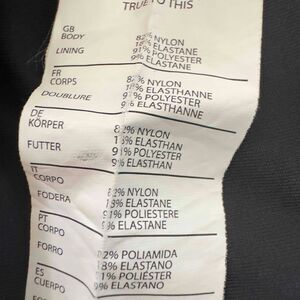 TRUE TO THIS
GB
BODY 82% NYLON
18% ELASTANE
LINING 91% POLYESTER
9% ELASTANE
FR
CORPS 82% NYLON
18% ELASTHANNE
DOUBLURE 91% POLYESTER
9% ELASTHANNE
DE
KÖRPER 82% NYLON
18% ELASTHAN
FUTTER 91% POLYESTER
9% ELASTHAN
IT
CORPO 82% NYLON
18% ELASTANE
FODERA 91% POLIESTERE
9% ELASTANE
PT
CORPO 82% POLIAMIDA
18% ELASTANO
FORRO 91% POLIÉSTER
9% ELASTANO
ES
CUERPO